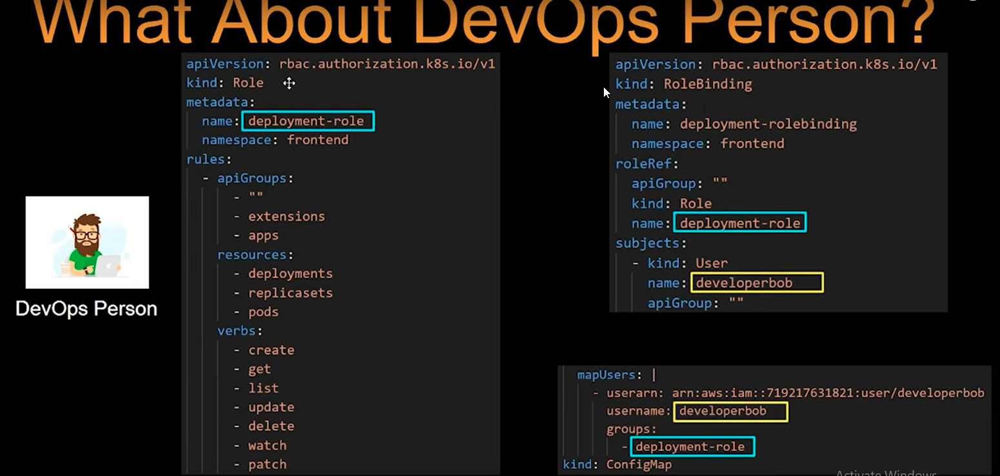 What About DevOps Person?
apiVersion: rbac.authorization.k8s.io/v1
kind: Role
metadata:
  name: deployment-role
  namespace: frontend
rules:
  - apiGroups:
      - ""
      - extensions
      - apps
    resources:
      - deployments
      - replicasets
      - pods
    verbs:
      - create
      - get
      - list
      - update
      - delete
      - watch
      - patch
DevOps Person
apiVersion: rbac.authorization.k8s.io/v1
kind: RoleBinding
metadata:
  name: deployment-rolebinding
  namespace: frontend
roleRef:
  apiGroup: ""
  kind: Role
  name: deployment-role
subjects:
  - kind: User
    name: developerbob
    apiGroup: ""
  mapUsers: |
    - userarn: arn:aws:iam::719217631821:user/developerbob
      username: developerbob
      groups:
        - deployment-role
kind: ConfigMap
Activate Windows